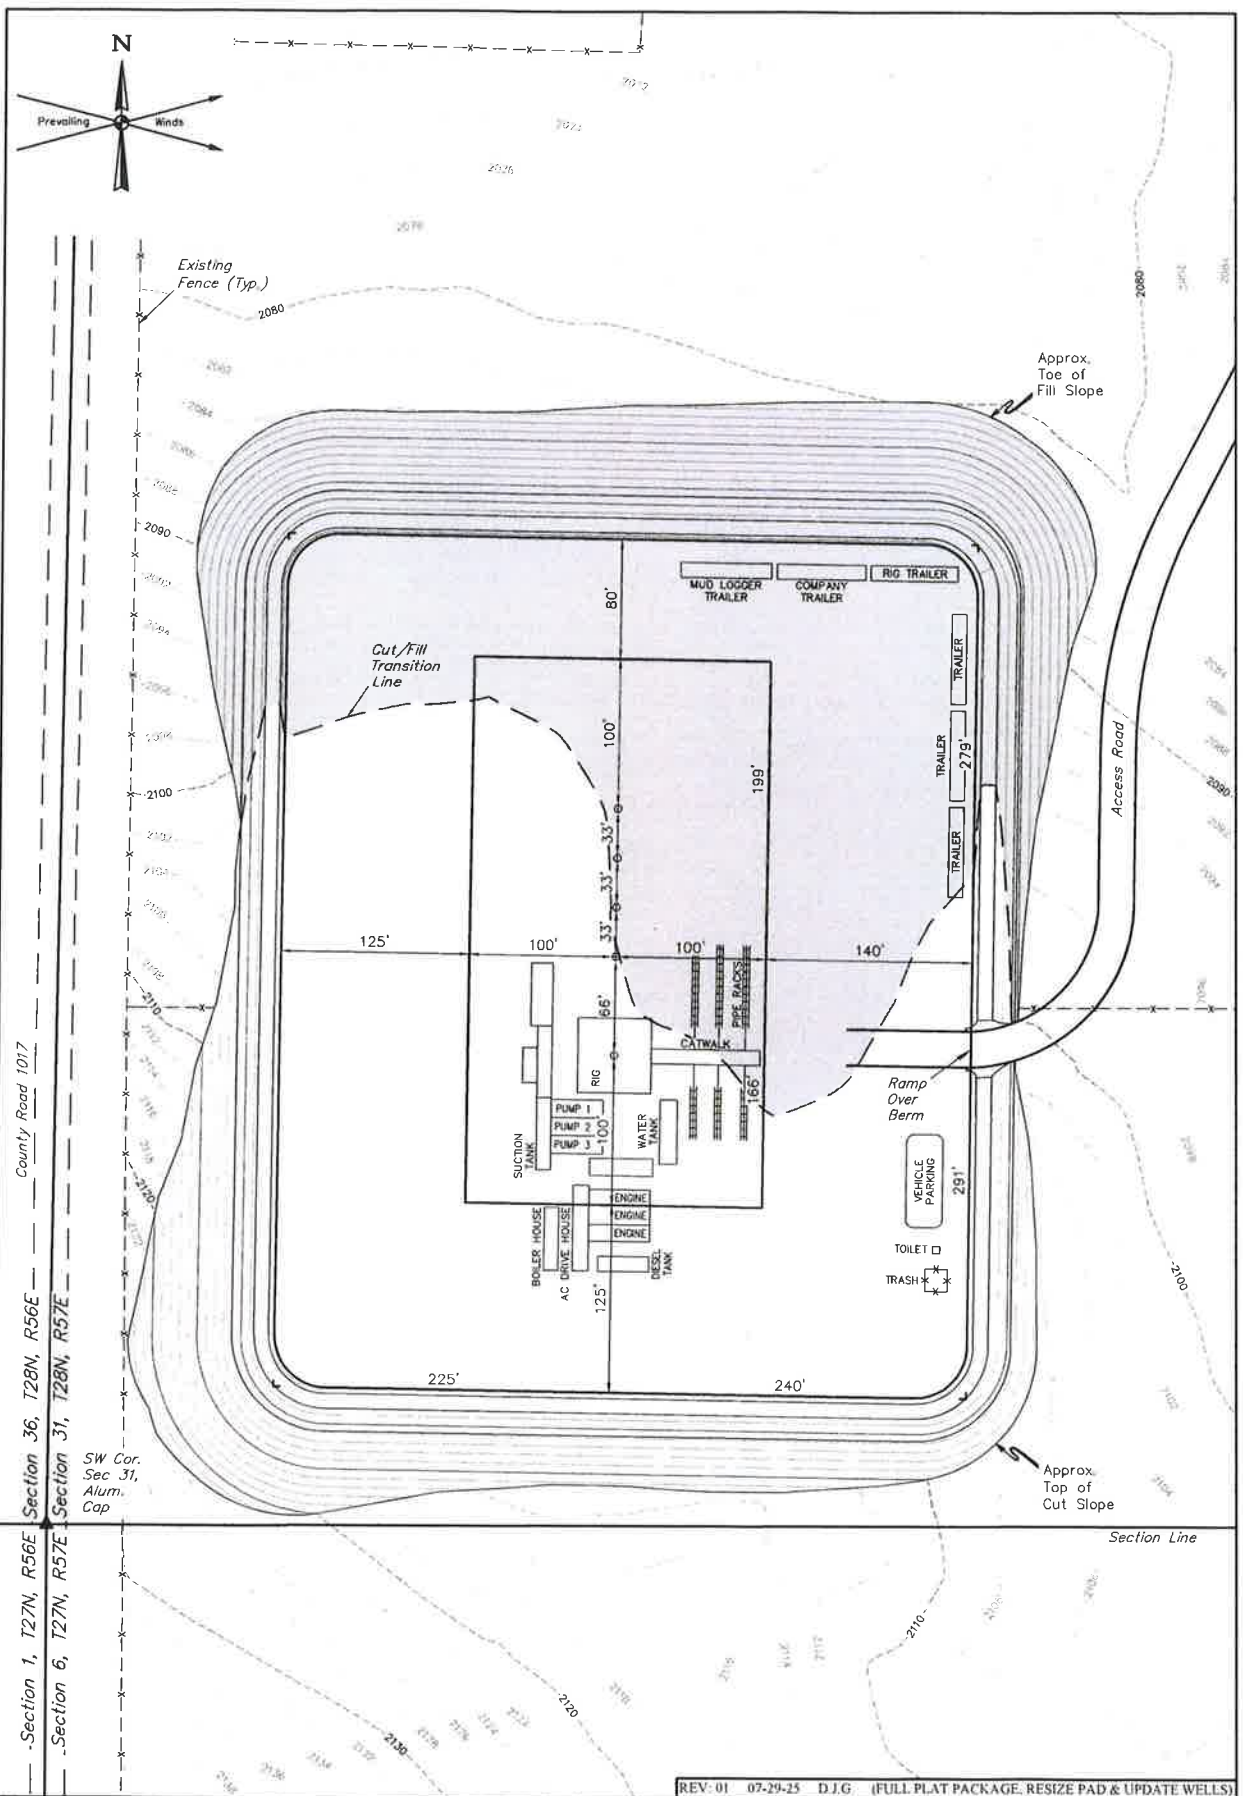 N
Prevailing Winds
Existing
Fence (Typ.)
2080
2080
Approx.
Toe of
Fill Slope
2084
2090
2100
2110
2120
MUD LOGGER
TRAILER
COMPANY
TRAILER
RIG TRAILER
TRAILER
TRAILER
TRAILER
80'
Cut/Fill
Transition
Line
100'
199'
279'
33'
33'
33'
125'
100'
100'
140'
66'
PIPE RACKS
CATWALK
RIG
166'
PUMP 1
PUMP 2
PUMP 3
100'
SUCTION
TANK
WATER
TANK
ENGINE
ENGINE
ENGINE
BOILER HOUSE
AC DRIVE HOUSE
DIESEL
TANK
125'
225'
240'
Access Road
2090
Ramp
Over
Berm
VEHICLE
PARKING
291'
TOILET
TRASH
2100
Approx.
Top of
Cut Slope
County Road 1017
Section 36, T28N, R56E
Section 31, T28N, R57E
SW Cor.
Sec 31,
Alum.
Cap
Section 1, T27N, R56E
Section 6, T27N, R57E
Section Line
2110
2120
2130
REV: 01 07-29-25 D.J.G. (FULL PLAT PACKAGE, RESIZE PAD & UPDATE WELLS)